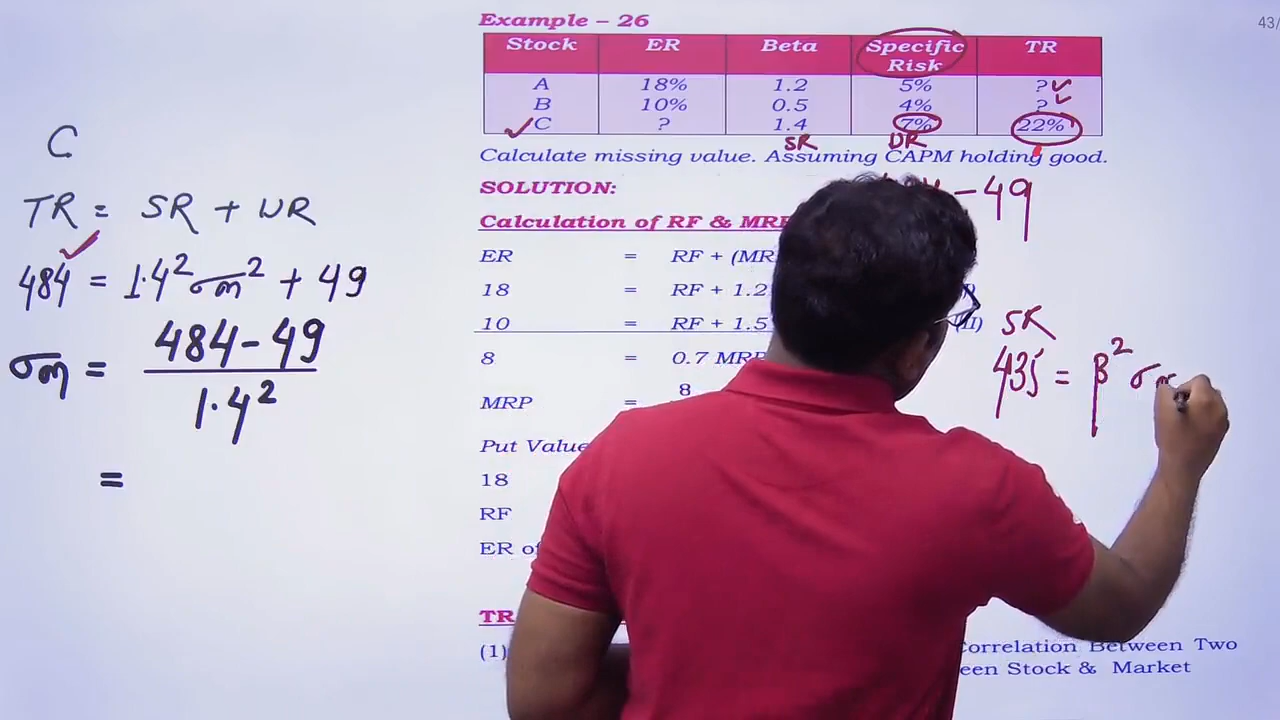 43/
Example – 26
Stock ER Beta Specific Risk TR
A 18% 1.2 5% ?
B 10% 0.5 4% ?
C ? 1.4 7% 22%
SR UR
Calculate missing value. Assuming CAPM holding good.
SOLUTION:
Calculation of RF & MRP
ER = RF + (MR
18 = RF + 1.2
10 = RF + 1.5 (II)
8 = 0.7 MRP
MRP = 8
Put Value
18
RF
ER of
TR
(1) Correlation Between Two
een Stock & Market
C
TR = SR + UR
484 = 1.4² σm² + 49
σm = 484 - 49
1.4²
=
- 49
SR
435 = β² σm